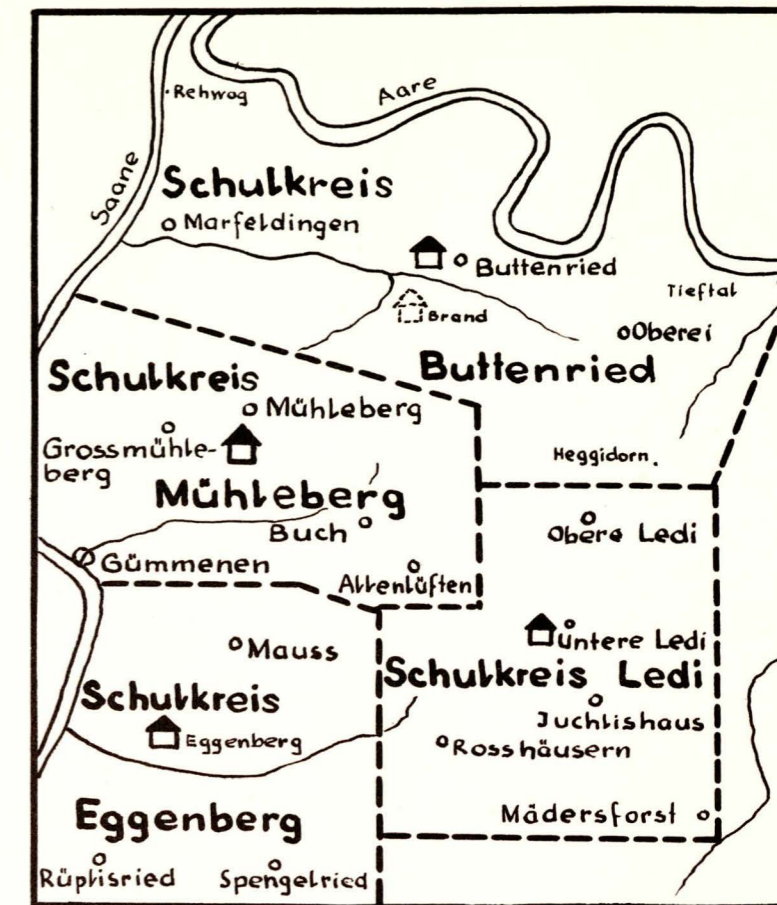 Rehwag
Aare
Saane
Schulkreis
Marfeldingen
Buttenried
Tieftal
Brand
Oberei
Buttenried
Schulkreis
Mühleberg
Grossmühle-
berg
Heggidorn
Mühleberg
Buch
Obere Ledi
Gümmenen
Allenlüften
Mauss
untere Ledi
Schulkreis Ledi
Schulkreis
Juchlishaus
Eggenberg
Rosshäusern
Eggenberg
Mädersforst
Rüplisried
Spengelried